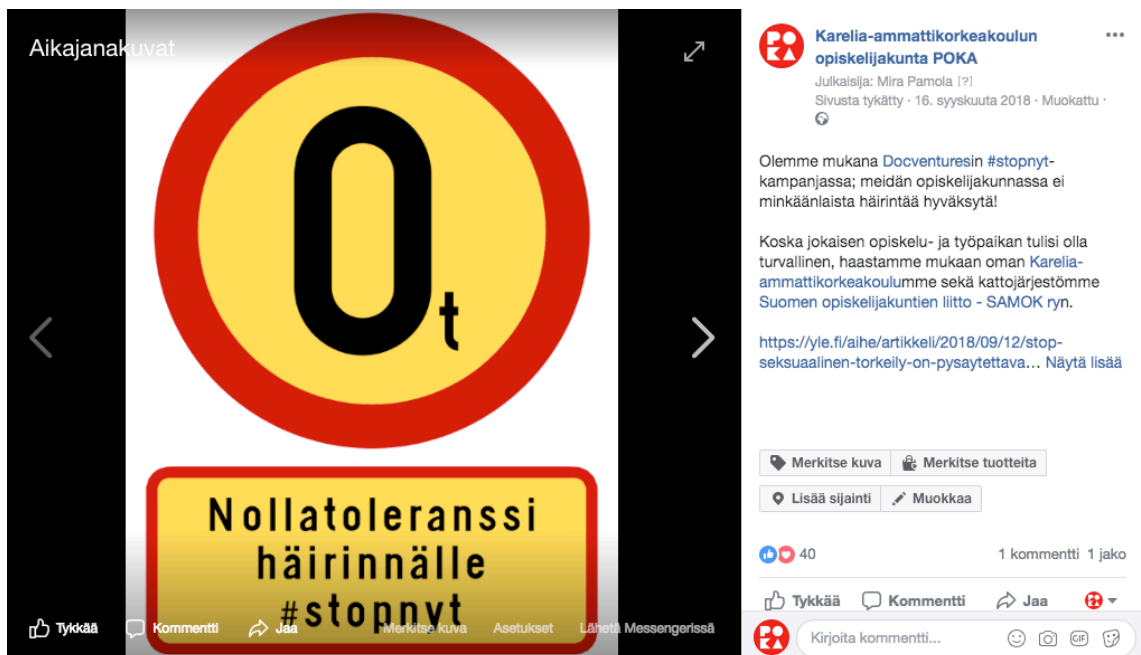 Aikajanakuvat
0t
Nollatoleranssi
häirinnälle
#stopnyt
Tykkää
Kommentti
Jaa
Merkitse kuva
Asetukset
Lähetä Messengerissä
POKA
Karelia-ammattikorkeakoulun
opiskelijakunta POKA
Julkaisija: Mira Pamola [?]
Sivusta tykätty · 16. syyskuuta 2018 · Muokattu ·
Olemme mukana Docventuresin #stopnyt-
kampanjassa; meidän opiskelijakunnassa ei
minkäänlaista häirintää hyväksytä!
Koska jokaisen opiskelu- ja työpaikan tulisi olla
turvallinen, haastamme mukaan oman Karelia-
ammattikorkeakoulumme sekä kattojärjestömme
Suomen opiskelijakuntien liitto - SAMOK ryn.
https://yle.fi/aihe/artikkeli/2018/09/12/stop-
seksuaalinen-torkeily-on-pysaytettava… Näytä lisää
Merkitse kuva
Merkitse tuotteita
Lisää sijainti
Muokkaa
40
1 kommentti 1 jako
Tykkää
Kommentti
Jaa
POKA
Kirjoita kommentti...
GIF